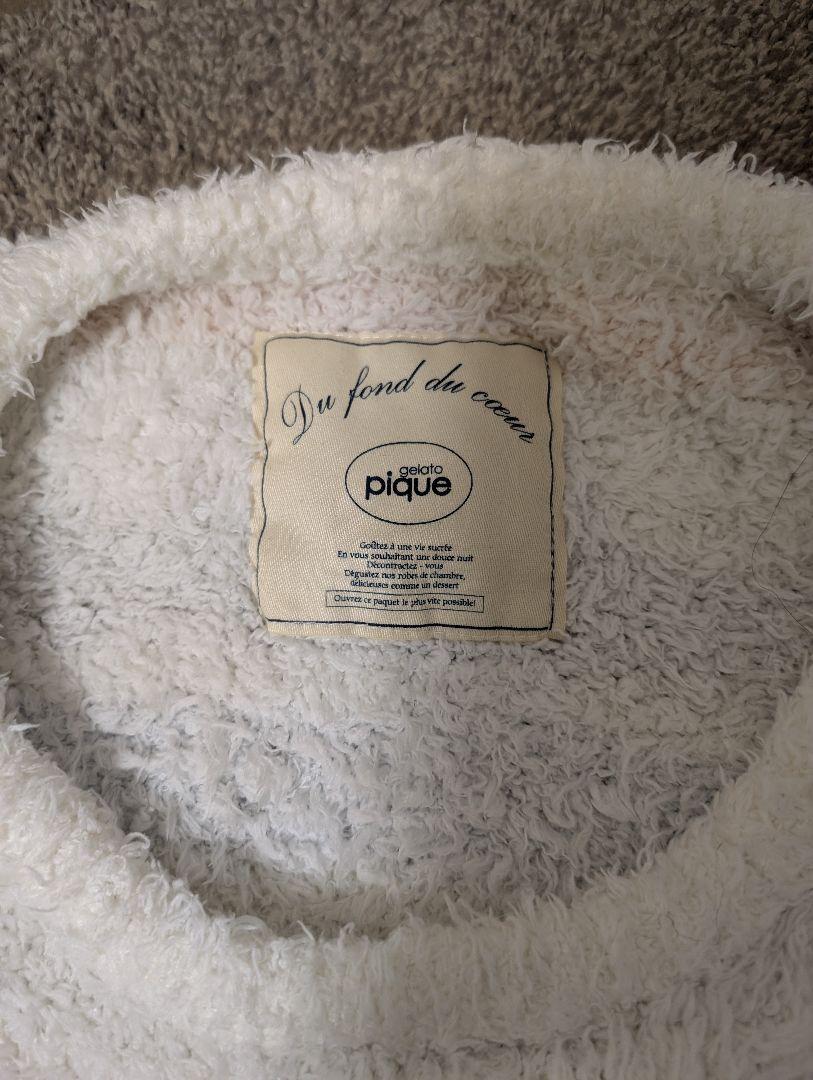 Du fond du cœur
gelato
pique
Goûtez à une vie sucrée
En vous souhaitant une douce nuit
Décontractez - vous
Dégustez nos robes de chambre,
délicieuses comme un dessert
Ouvrez ce paquet le plus vite possible!